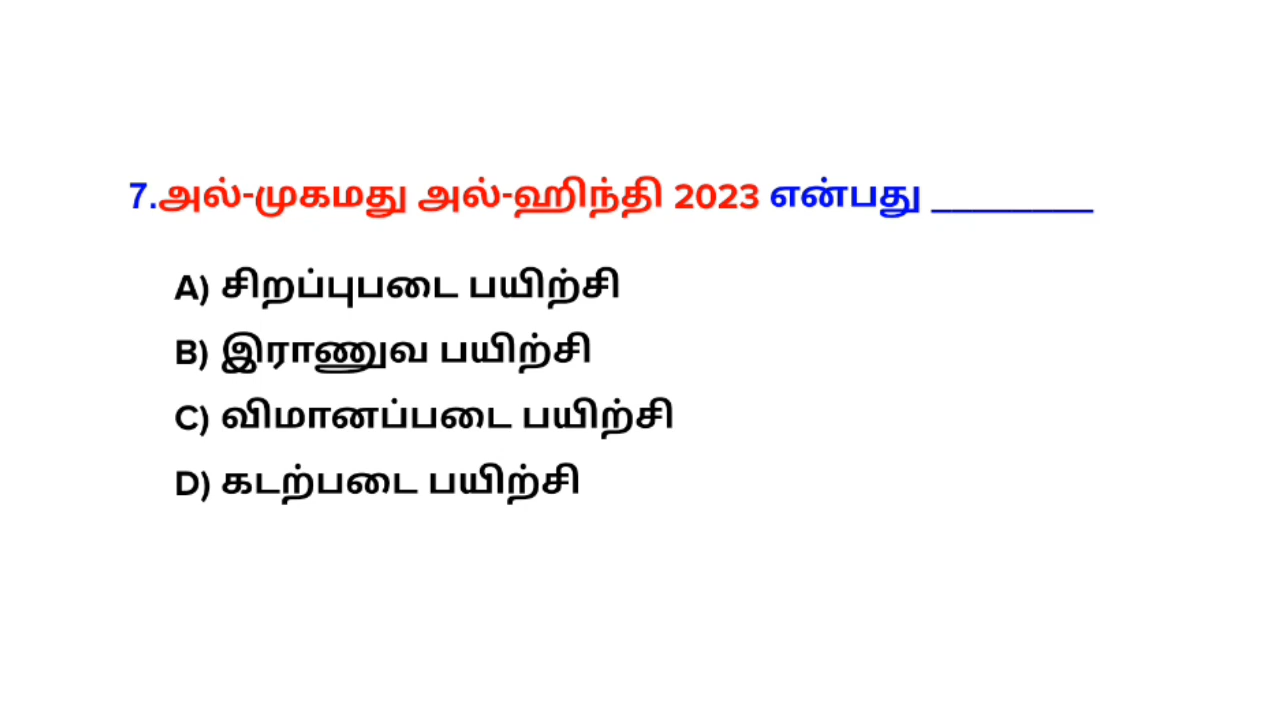 7.அல்-முகமது அல்-ஹிந்தி 2023 என்பது ________
A) சிறப்புபடை பயிற்சி
B) இராணுவ பயிற்சி
C) விமானப்படை பயிற்சி
D) கடற்படை பயிற்சி